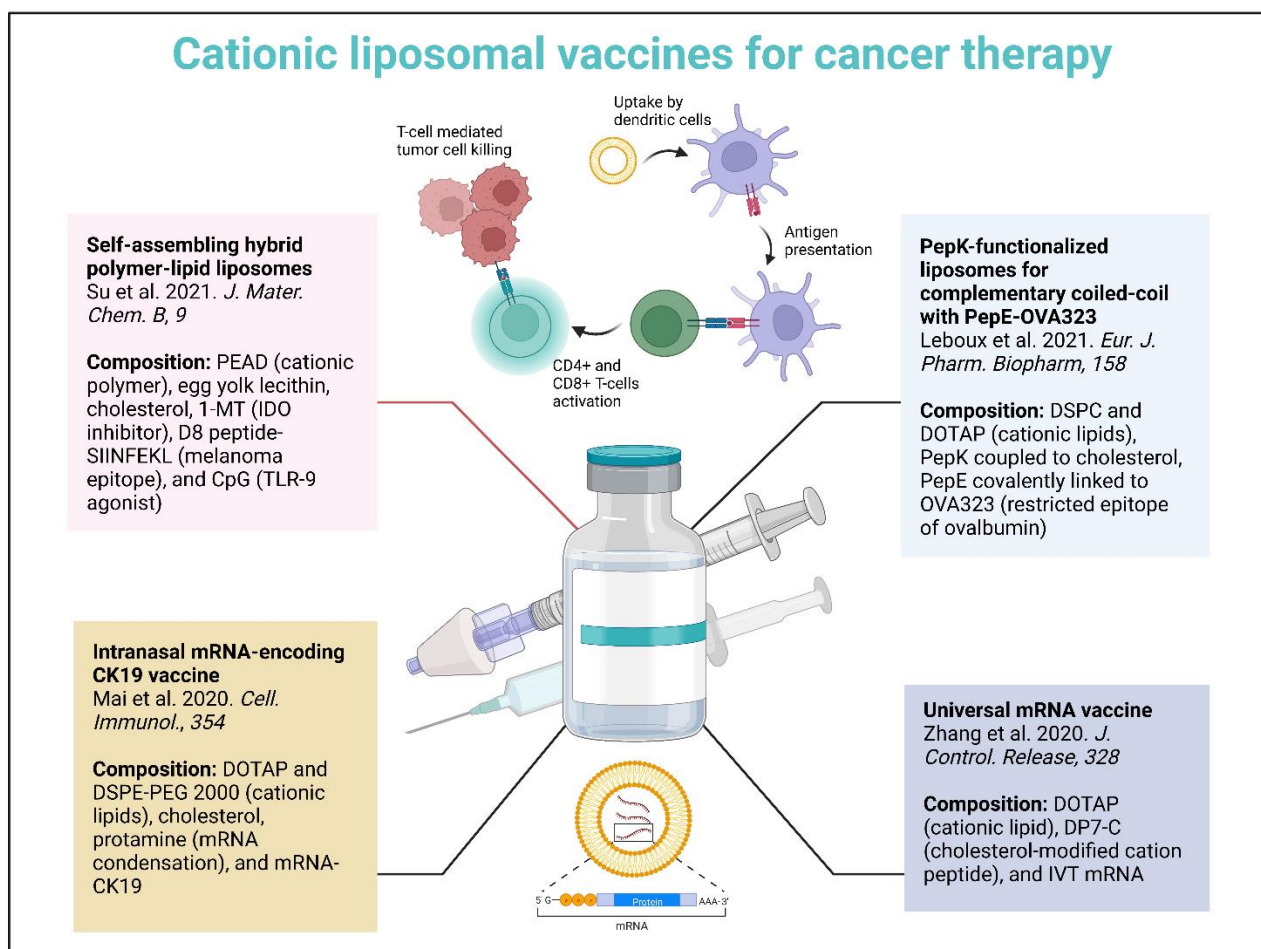 Cationic liposomal vaccines for cancer therapy
Uptake by
dendritic cells
T-cell mediated
tumor cell killing
Antigen
presentation
CD4+ and
CD8+ T-cells
activation
Self-assembling hybrid
polymer-lipid liposomes
Su et al. 2021. J. Mater.
Chem. B, 9
Composition: PEAD (cationic
polymer), egg yolk lecithin,
cholesterol, 1-MT (IDO
inhibitor), D8 peptide-
SIINFEKL (melanoma
epitope), and CpG (TLR-9
agonist)
PepK-functionalized
liposomes for
complementary coiled-coil
with PepE-OVA323
Leboux et al. 2021. Eur. J.
Pharm. Biopharm, 158
Composition: DSPC and
DOTAP (cationic lipids),
PepK coupled to cholesterol,
PepE covalently linked to
OVA323 (restricted epitope
of ovalbumin)
Intranasal mRNA-encoding
CK19 vaccine
Mai et al. 2020. Cell.
Immunol., 354
Composition: DOTAP and
DSPE-PEG 2000 (cationic
lipids), cholesterol,
protamine (mRNA
condensation), and mRNA-
CK19
Universal mRNA vaccine
Zhang et al. 2020. J.
Control. Release, 328
Composition: DOTAP
(cationic lipid), DP7-C
(cholesterol-modified cation
peptide), and IVT mRNA
5' G P P P Protein AAA-3'
mRNA